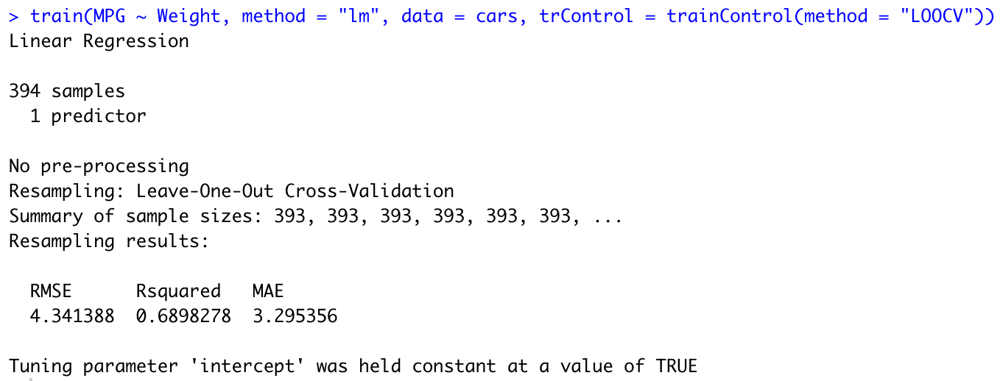 > train(MPG ~ Weight, method = "lm", data = cars, trControl = trainControl(method = "LOOCV"))
Linear Regression

394 samples
  1 predictor

No pre-processing
Resampling: Leave-One-Out Cross-Validation
Summary of sample sizes: 393, 393, 393, 393, 393, 393, ...
Resampling results:

  RMSE      Rsquared   MAE
  4.341388  0.6898278  3.295356

Tuning parameter 'intercept' was held constant at a value of TRUE